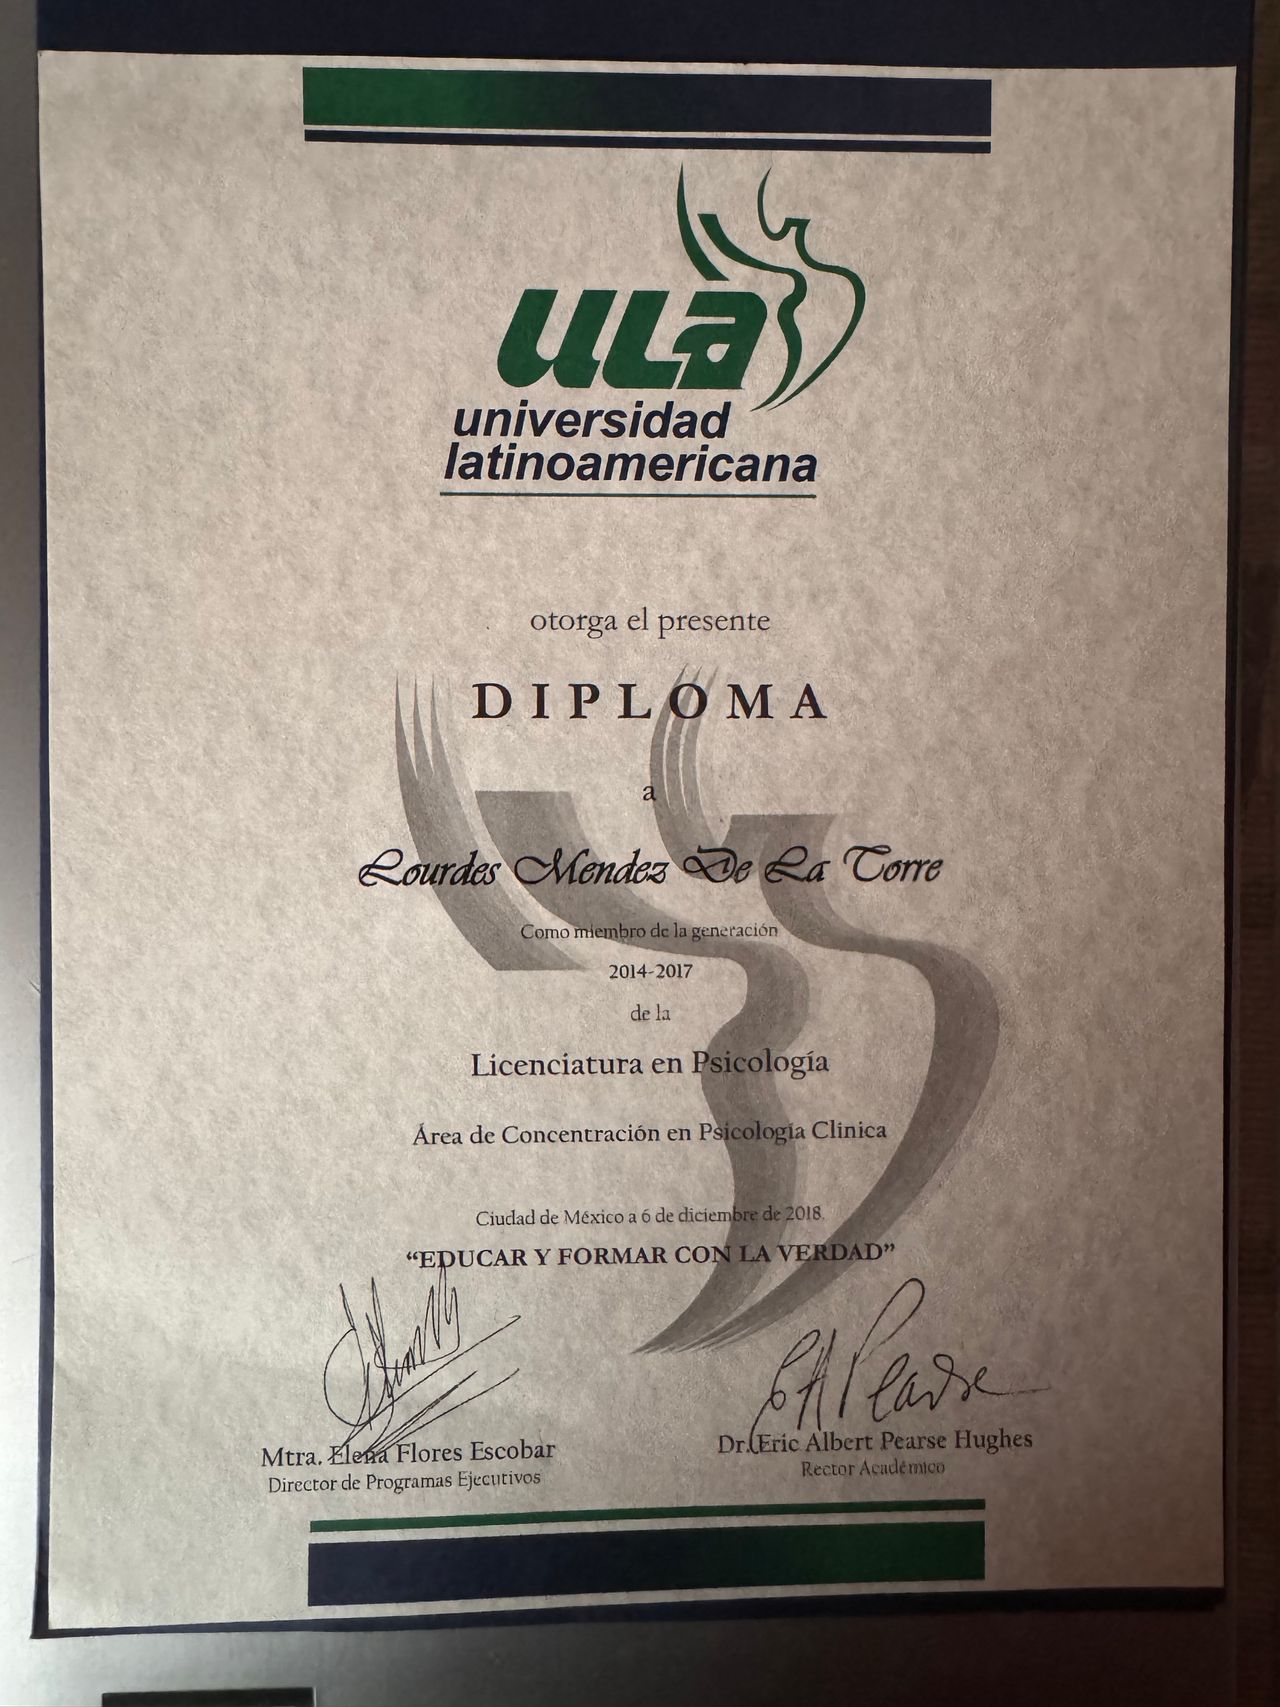 ula
universidad
latinoamericana
otorga el presente
DIPLOMA
a
Lourdes Mendez De La Torre
Como miembro de la generación
2014-2017
de la
Licenciatura en Psicología
Área de Concentración en Psicología Clinica
Ciudad de México a 6 de diciembre de 2018.
“EDUCAR Y FORMAR CON LA VERDAD”
EA Pearse
Mtra. Elena Flores Escobar
Director de Programas Ejecutivos
Dr. Eric Albert Pearse Hughes
Rector Académico